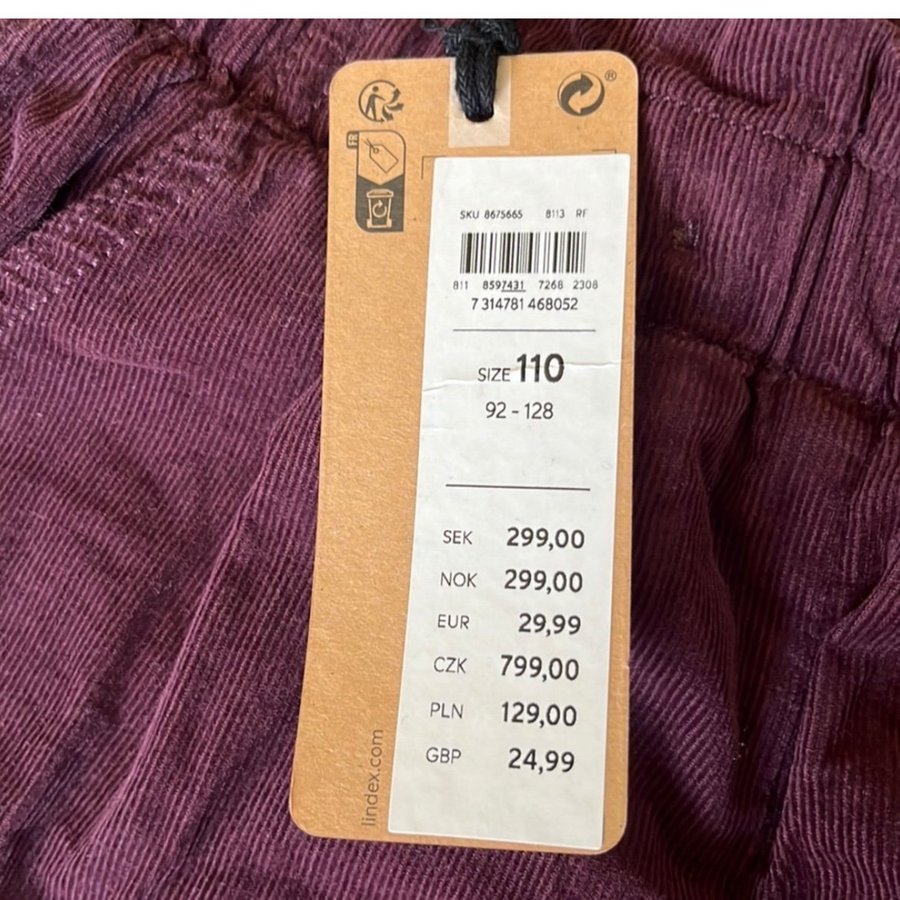 ®
FR
SKU 8675665 8113 RF
811 8597431 7268 2308
7 314781 468052
SIZE 110
92 - 128
SEK 299,00
NOK 299,00
EUR 29,99
CZK 799,00
PLN 129,00
GBP 24,99
lindex.com